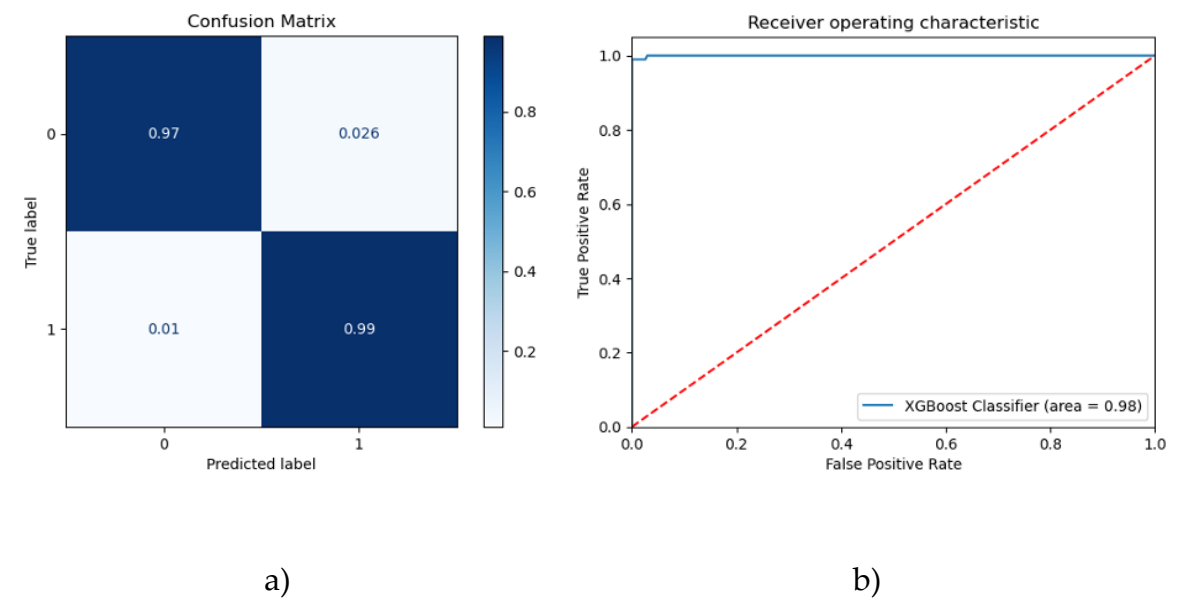 Confusion Matrix
True label
0
1
0.97
0.026
0.01
0.99
0
1
Predicted label
0.8
0.6
0.4
0.2
Receiver operating characteristic
True Positive Rate
1.0
0.8
0.6
0.4
0.2
0.0
XGBoost Classifier (area = 0.98)
0.0 0.2 0.4 0.6 0.8 1.0
False Positive Rate
a)
b)